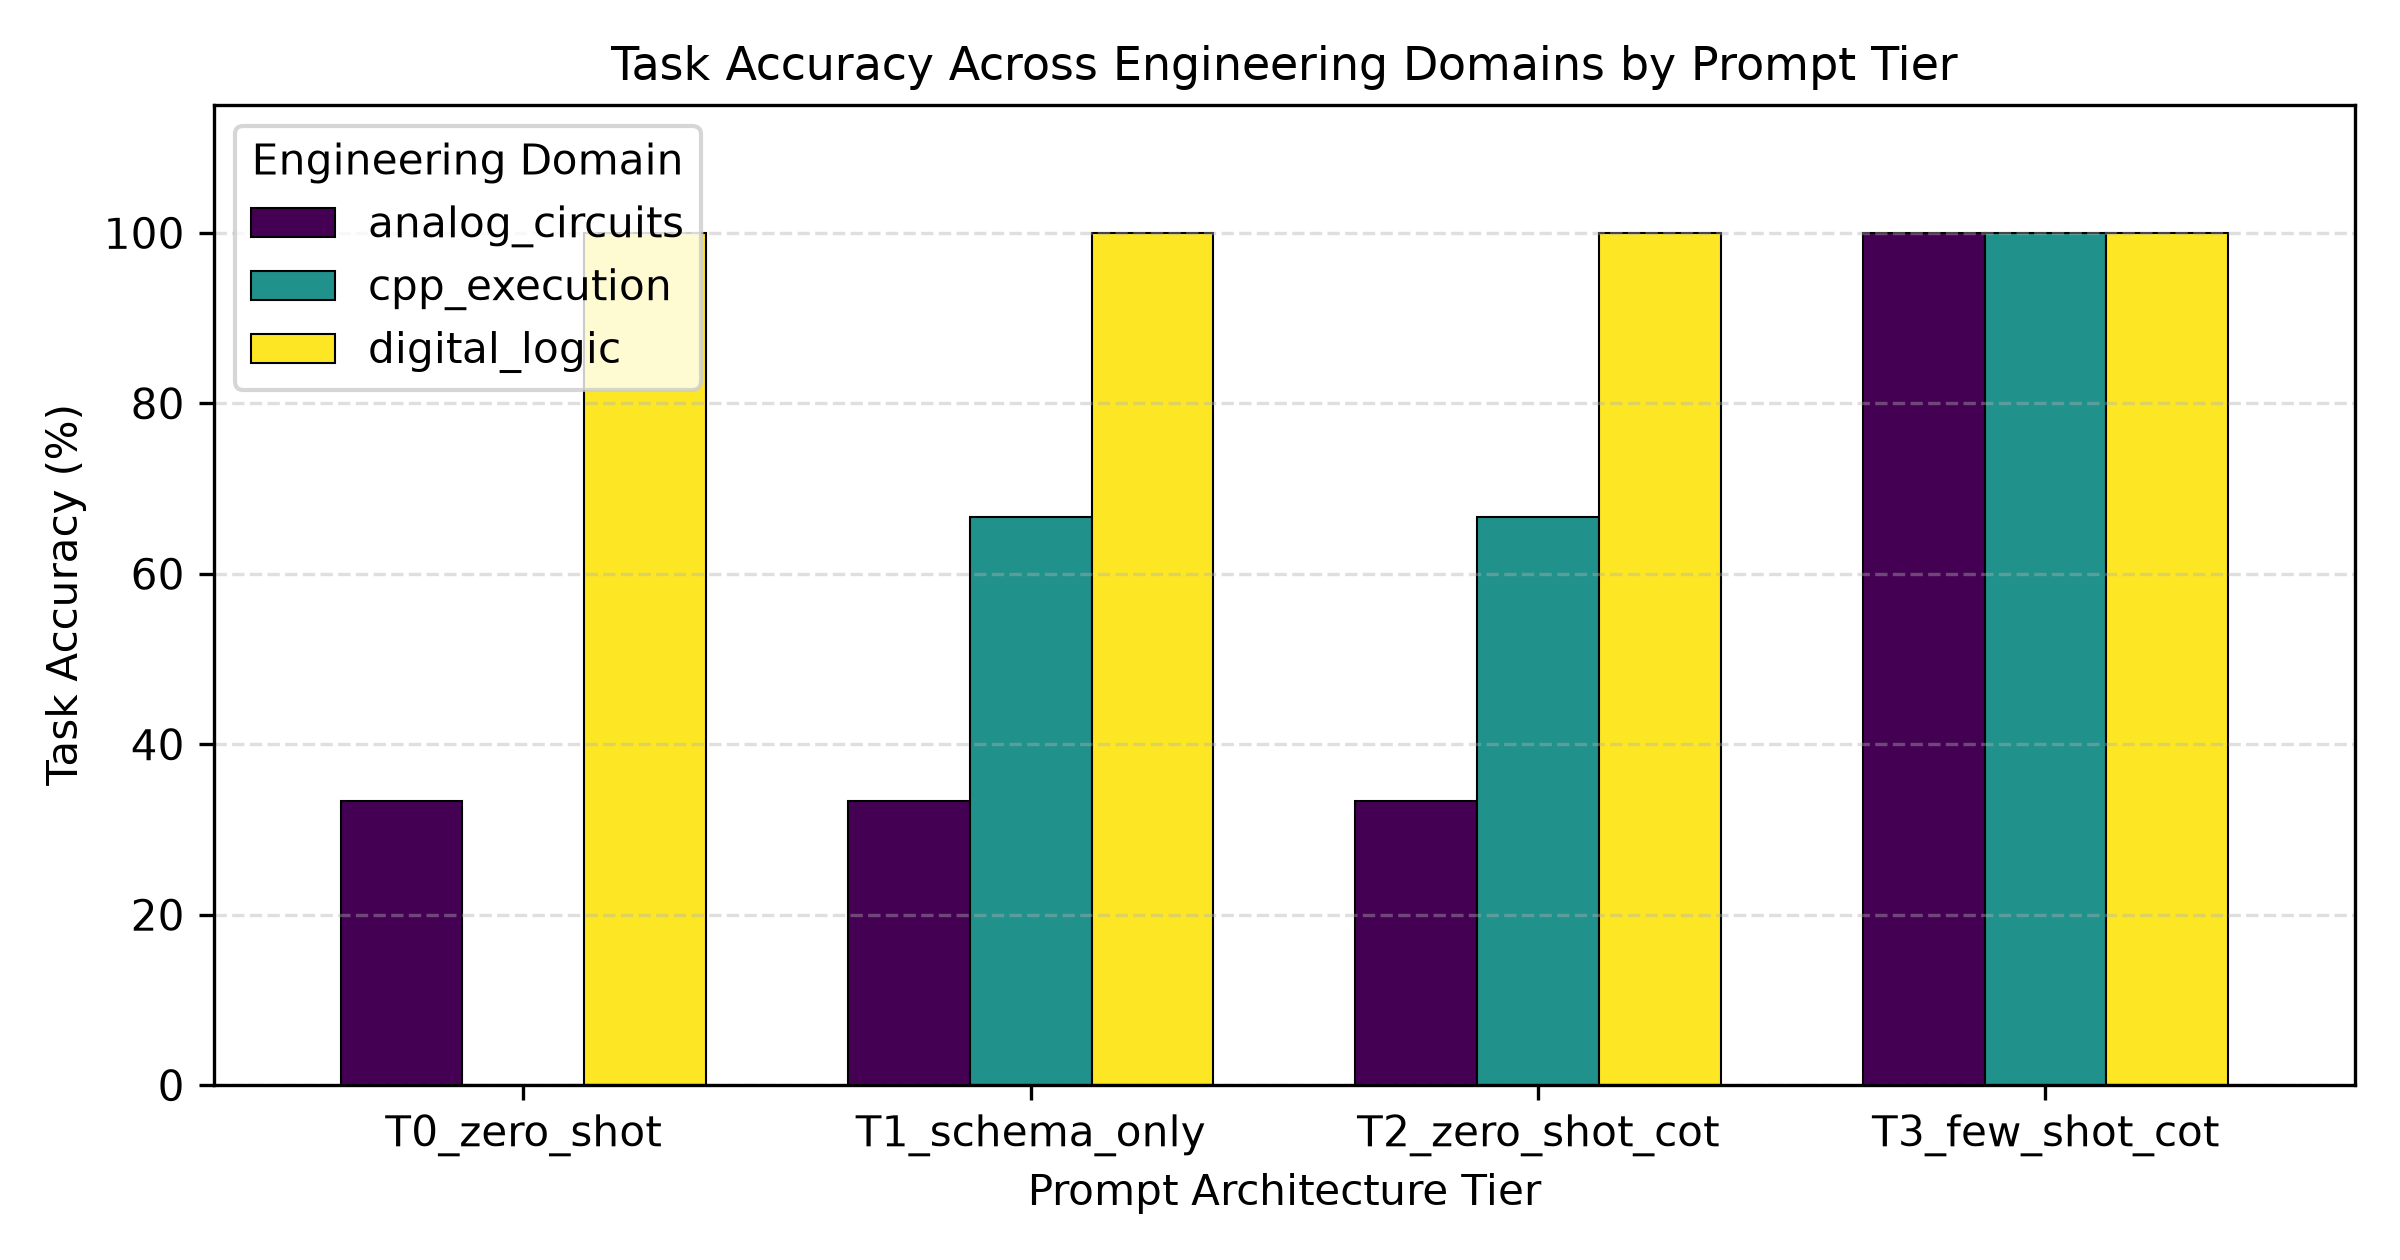 Task Accuracy Across Engineering Domains by Prompt Tier
Engineering Domain
analog_circuits
cpp_execution
digital_logic
Task Accuracy (%)
100
80
60
40
20
0
T0_zero_shot
T1_schema_only
T2_zero_shot_cot
T3_few_shot_cot
Prompt Architecture Tier